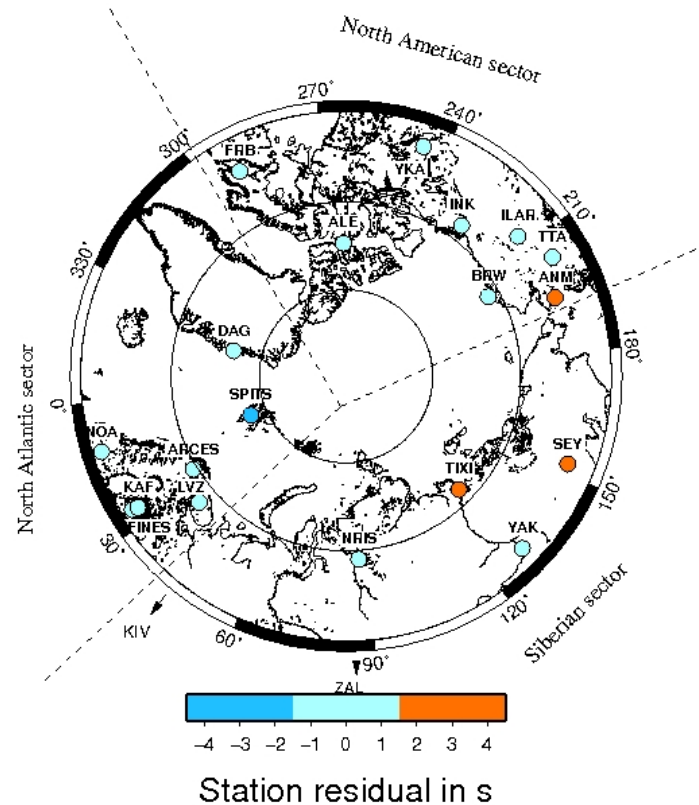 North American sector
270°
240°
300°
FRB
YKA
210°
INK
ILAR
ALE
TTA
330°
BRW
ANM
DAG
180°
SPITS
North Atlantic sector
0°
NOA
ARCES
TIXI
SEY
KAF
LVZ
150°
FINES
NRIS
YAK
30°
120°
Siberian sector
KIV
60°
90°
ZAL
−4 −3 −2 −1 0 1 2 3 4
Station residual in s